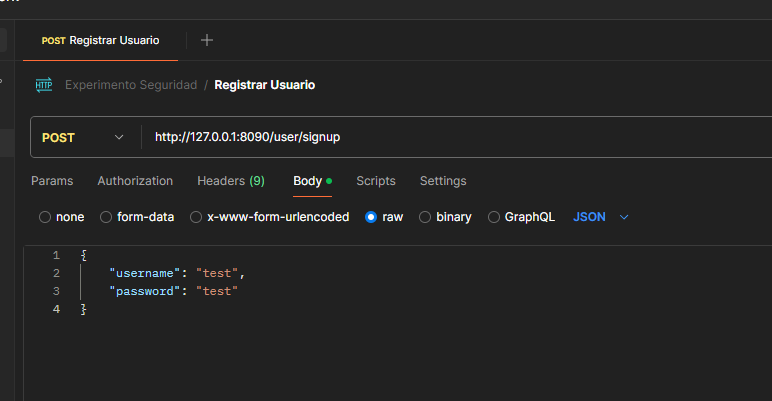 POST Registrar Usuario
HTTP Experimento Seguridad / Registrar Usuario
POST http://127.0.0.1:8090/user/signup
Params Authorization Headers (9) Body Scripts Settings
none form-data x-www-form-urlencoded raw binary GraphQL JSON
1 {
2 "username": "test",
3 "password": "test"
4 }